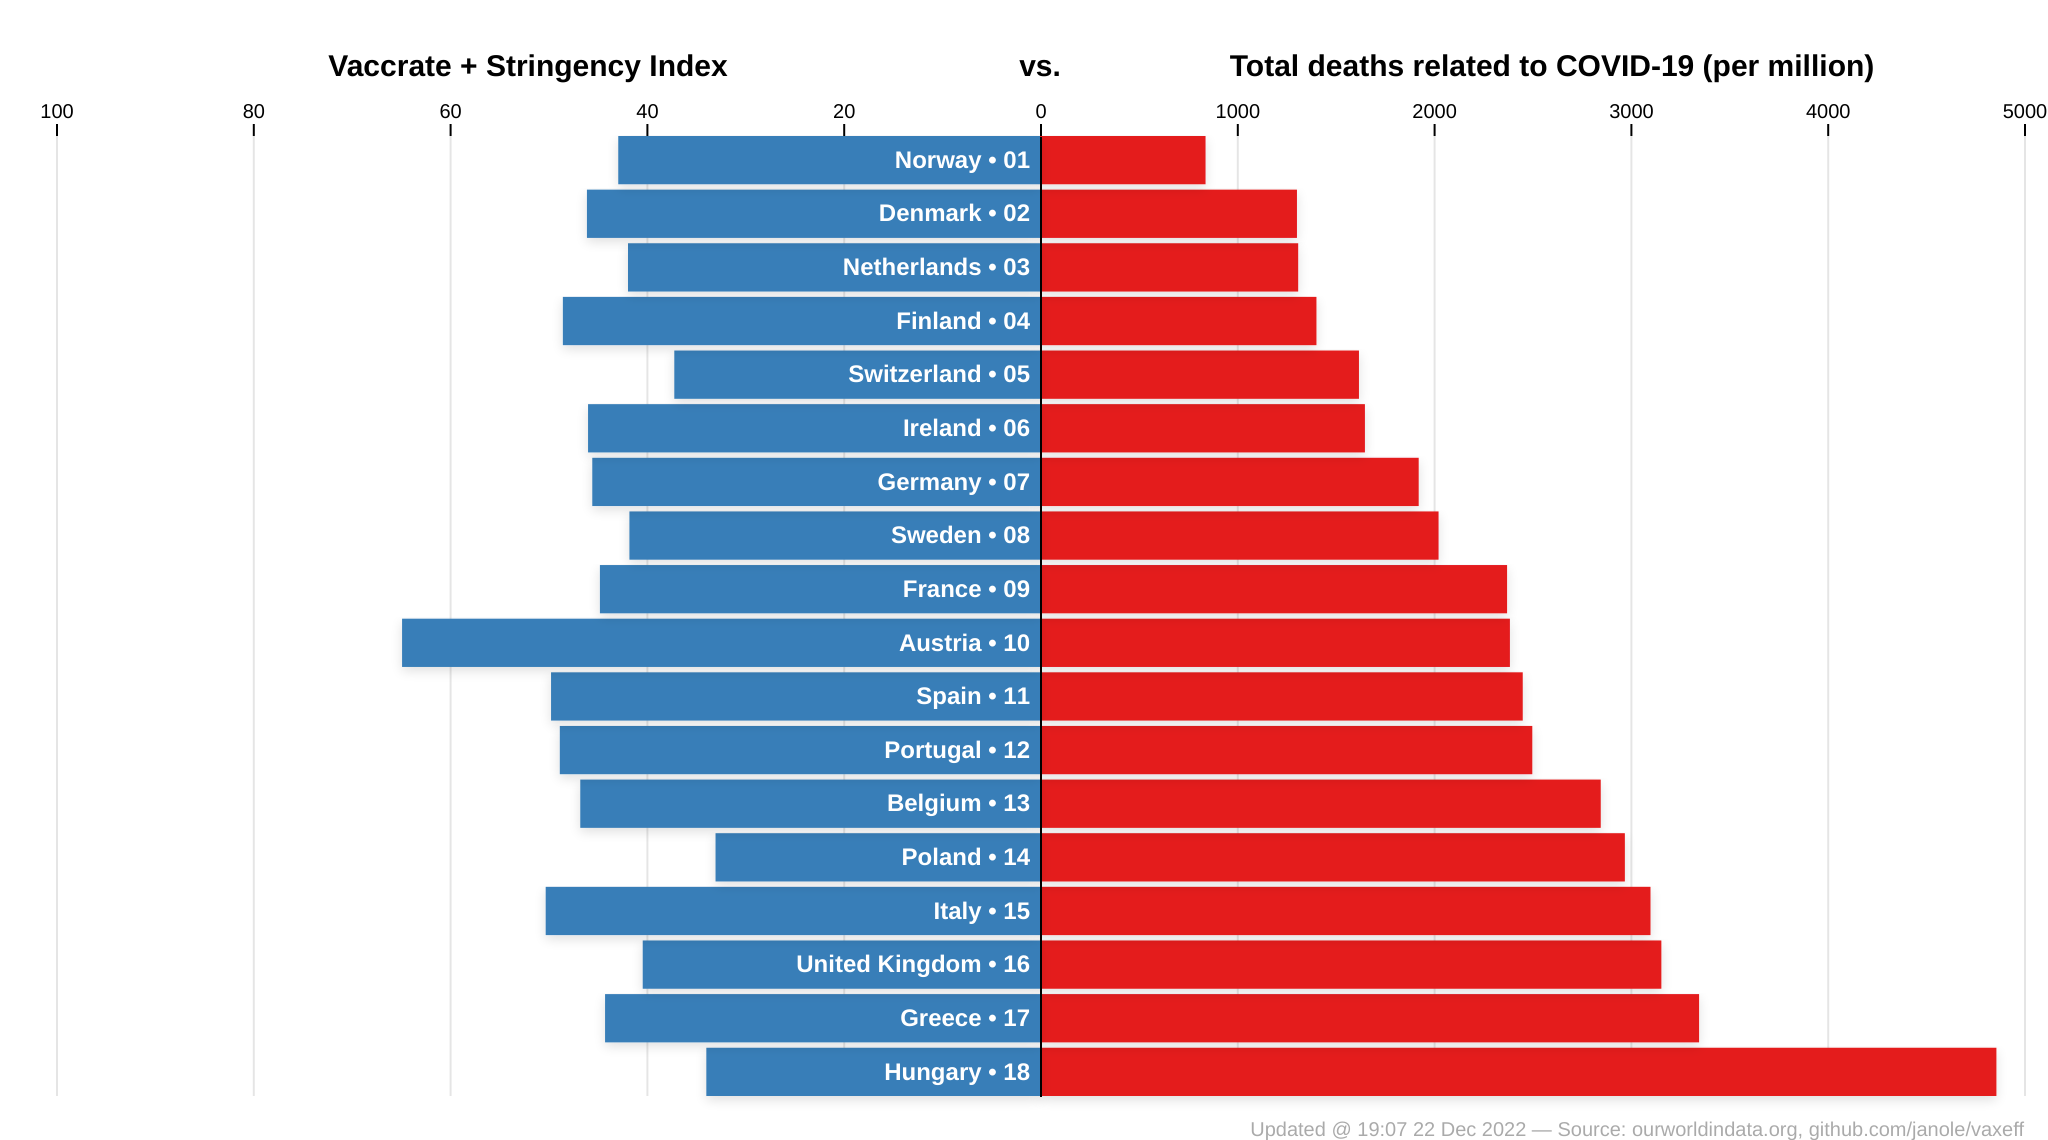 Vaccrate + Stringency Index vs. Total deaths related to COVID-19 (per million)
100 80 60 40 20 0 1000 2000 3000 4000 5000
Norway • 01
Denmark • 02
Netherlands • 03
Finland • 04
Switzerland • 05
Ireland • 06
Germany • 07
Sweden • 08
France • 09
Austria • 10
Spain • 11
Portugal • 12
Belgium • 13
Poland • 14
Italy • 15
United Kingdom • 16
Greece • 17
Hungary • 18
Updated @ 19:07 22 Dec 2022 — Source: ourworldindata.org, github.com/janole/vaxeff